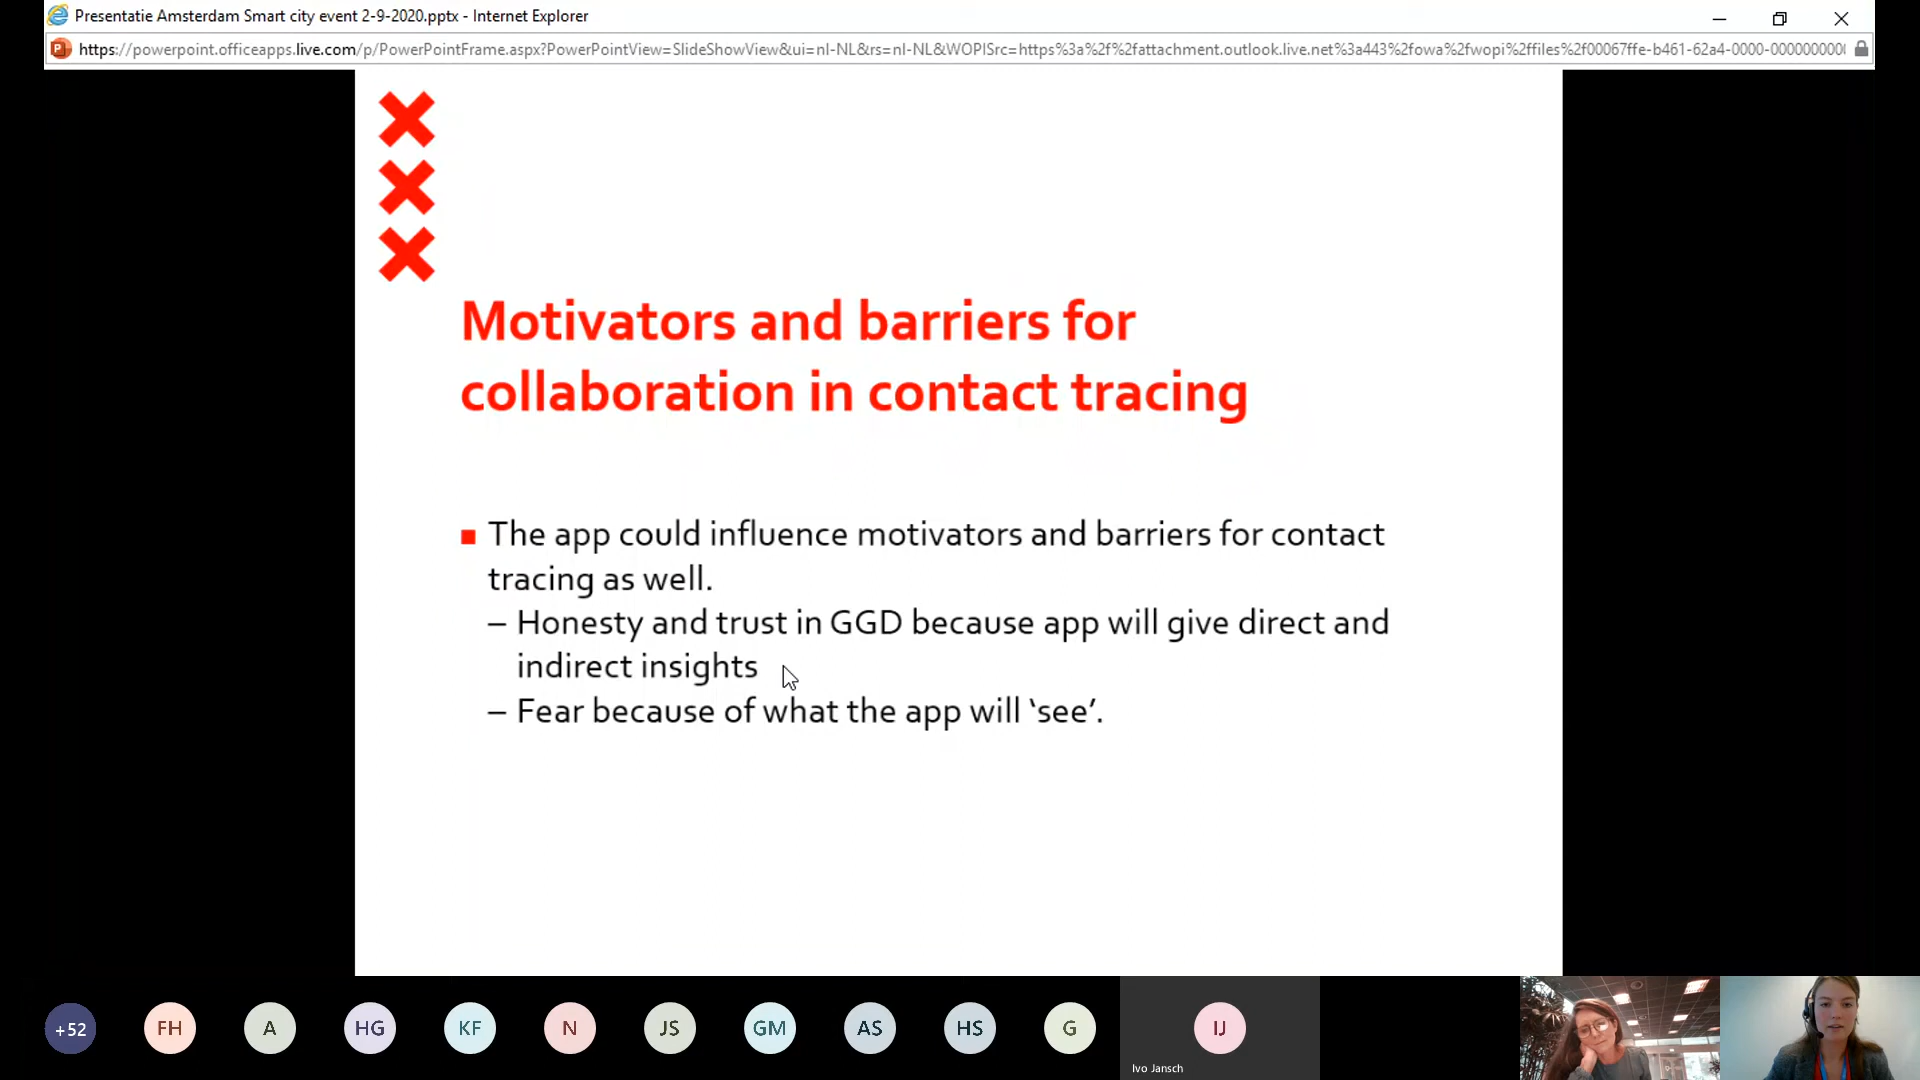 Presentatie Amsterdam Smart city event 2-9-2020.pptx - Internet Explorer
https://powerpoint.officeapps.live.com/p/PowerPointFrame.aspx?PowerPointView=SlideShowView&ui=nl-NL&rs=nl-NL&WOPISrc=https%3a%2f%2fattachment.outlook.live.net%3a443%2fowa%2fwopi%2ffiles%2f00067ffe-b461-62a4-0000-000000000
Motivators and barriers for
collaboration in contact tracing
The app could influence motivators and barriers for contact
tracing as well.
– Honesty and trust in GGD because app will give direct and
indirect insights
– Fear because of what the app will ‘see’.
+52 FH A HG KF N JS GM AS HS G IJ
Ivo Jansch